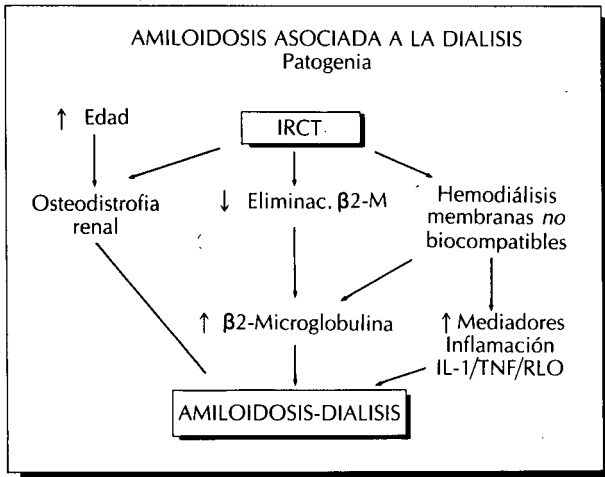 AMILOIDOSIS ASOCIADA A LA DIALISIS
Patogenia
↑ Edad
IRCT
Osteodistrofia
renal
↓ Eliminac. β2-M
Hemodiálisis
membranas no
biocompatibles
↑ β2-Microglobulina
↑ Mediadores
Inflamación
IL-1/TNF/RLO
AMILOIDOSIS-DIALISIS